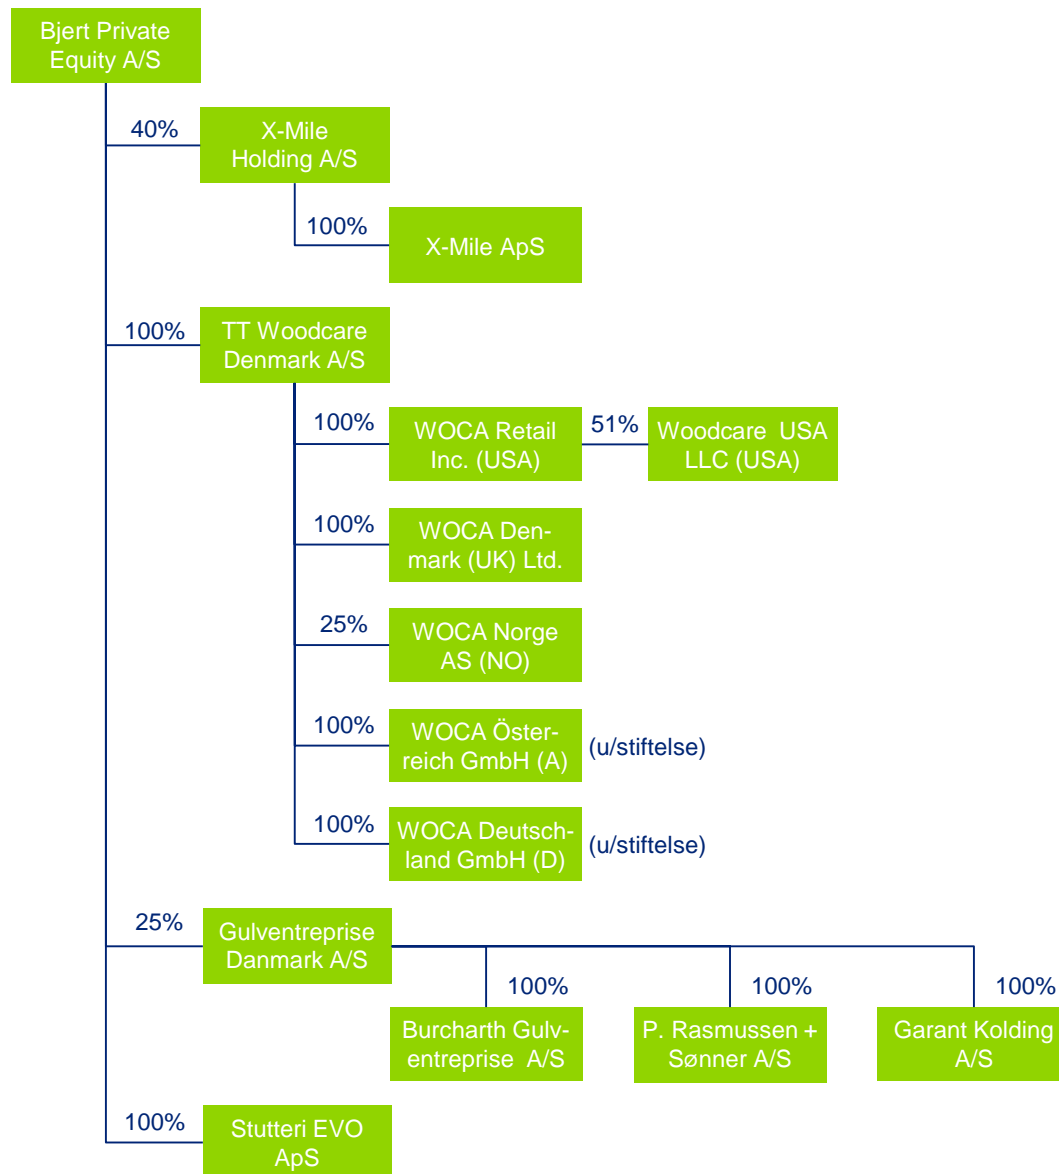 Bjert Private
Equity A/S
40%
X-Mile
Holding A/S
100%
X-Mile ApS
100%
TT Woodcare
Denmark A/S
100%
WOCA Retail
Inc. (USA)
51%
Woodcare  USA
LLC (USA)
100%
WOCA Den-
mark (UK) Ltd.
25%
WOCA Norge
AS (NO)
100%
WOCA Öster-
reich GmbH (A)
(u/stiftelse)
100%
WOCA Deutsch-
land GmbH (D)
(u/stiftelse)
25%
Gulventreprise
Danmark A/S
100%
Burcharth Gulv-
entreprise  A/S
100%
P. Rasmussen +
Sønner A/S
100%
Garant Kolding
A/S
100%
Stutteri EVO
ApS